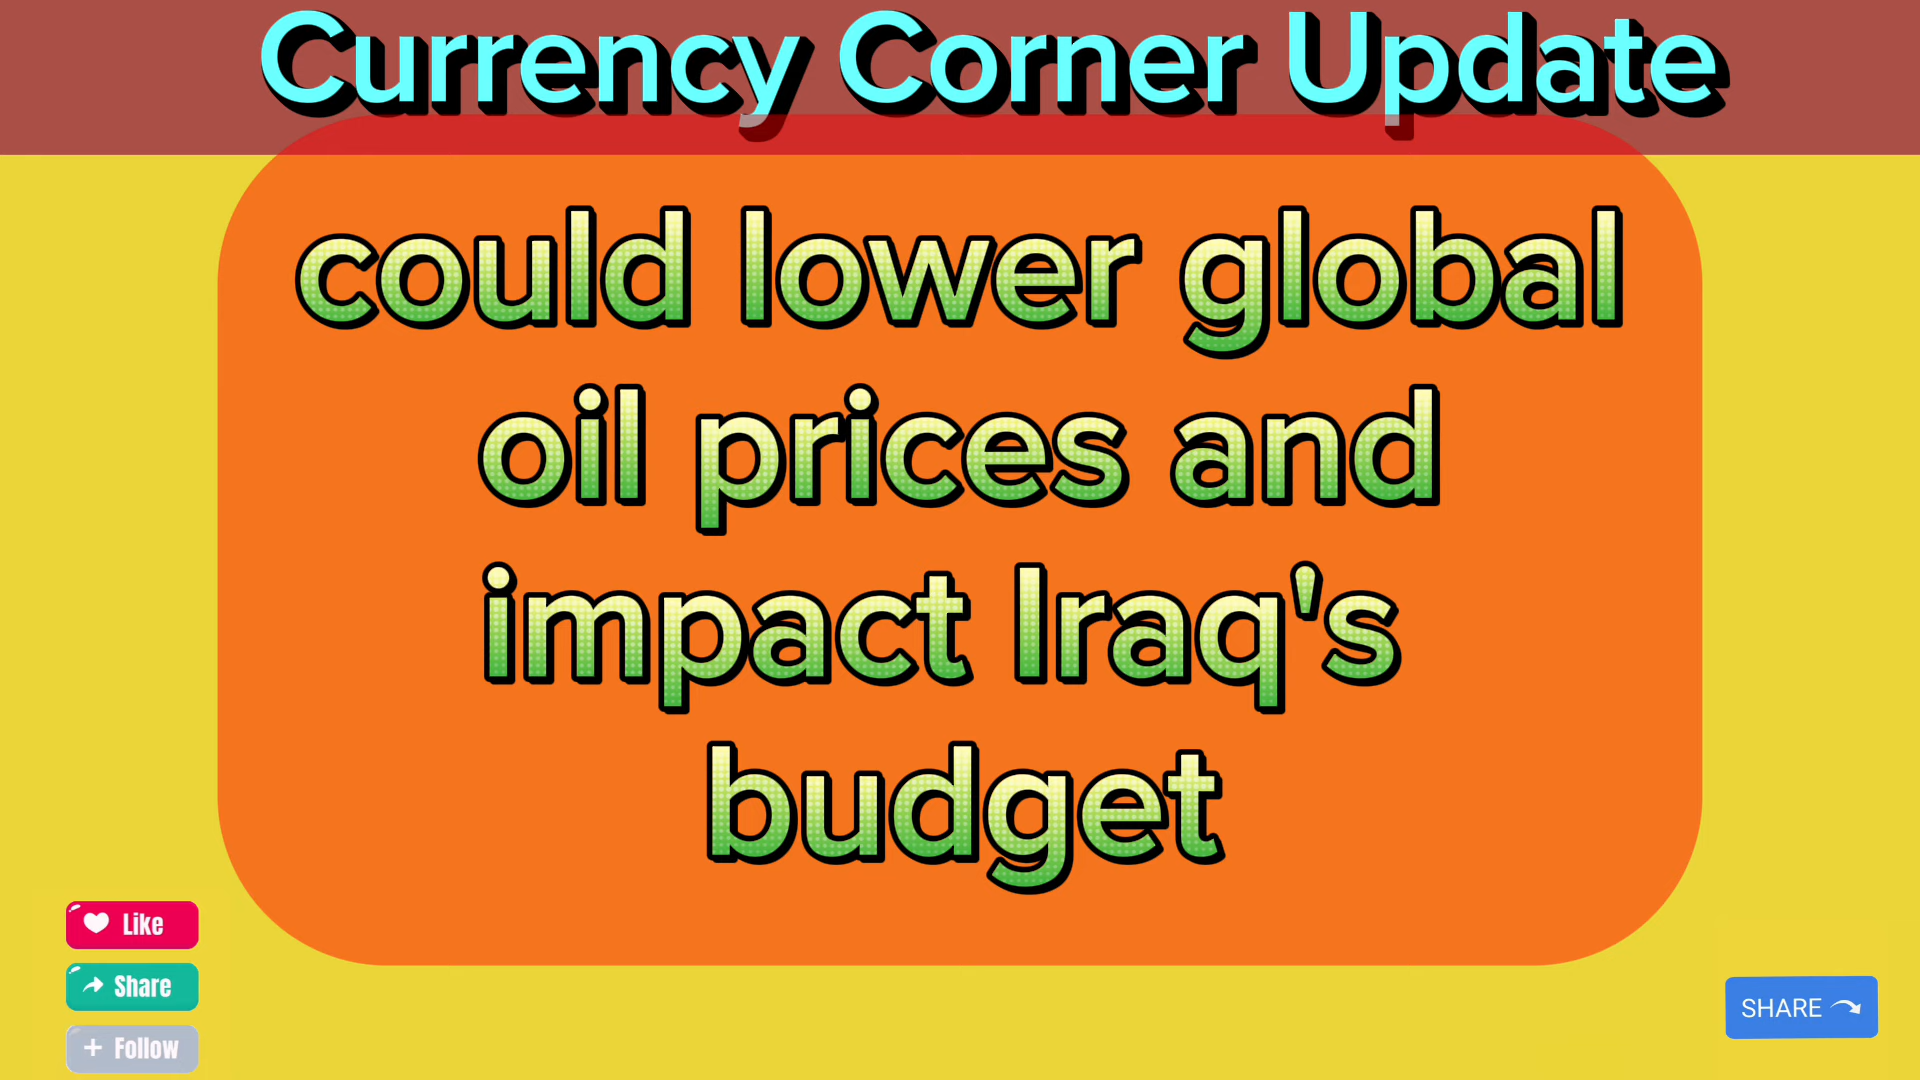 Currency Corner Update
could lower global
oil prices and
impact Iraq's
budget
Like
Share
Follow
SHARE